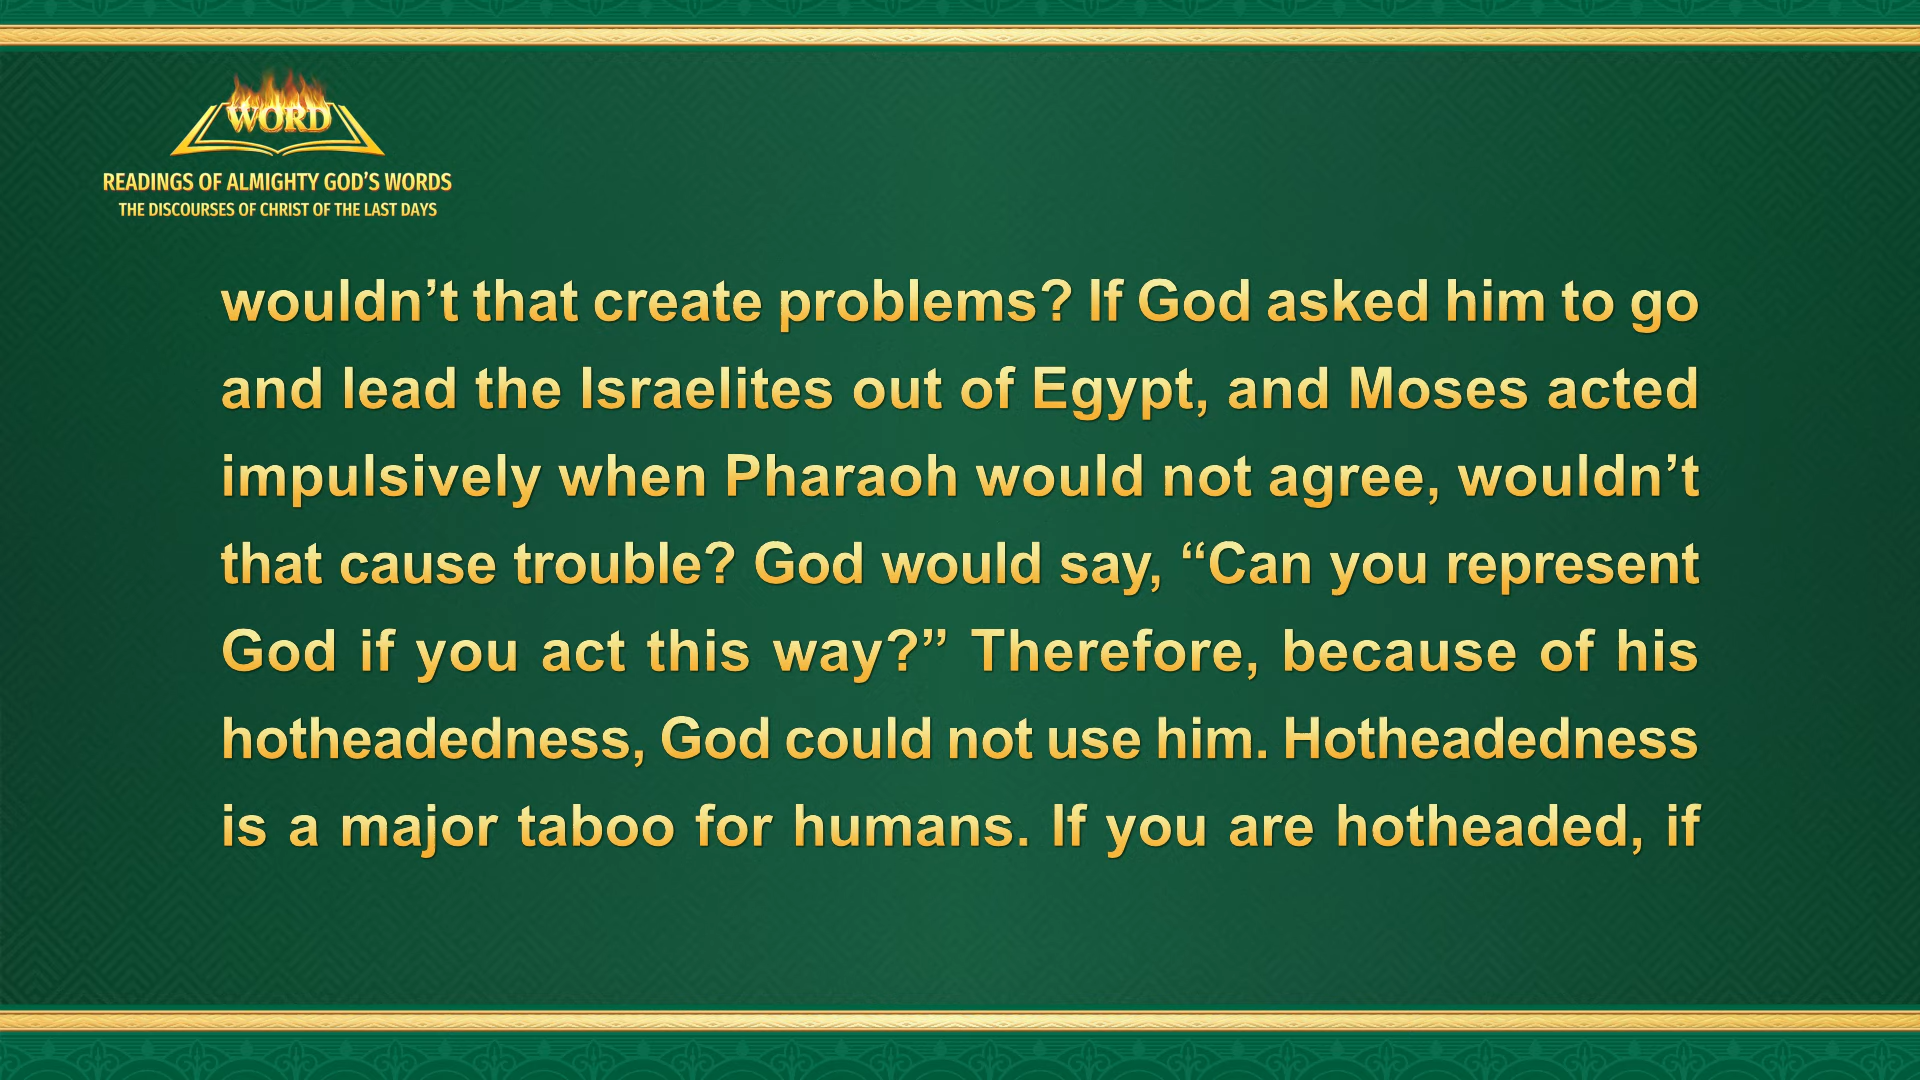 WORD
READINGS OF ALMIGHTY GOD’S WORDS
THE DISCOURSES OF CHRIST OF THE LAST DAYS
wouldn’t that create problems? If God asked him to go
and lead the Israelites out of Egypt, and Moses acted
impulsively when Pharaoh would not agree, wouldn’t
that cause trouble? God would say, “Can you represent
God if you act this way?” Therefore, because of his
hotheadedness, God could not use him. Hotheadedness
is a major taboo for humans. If you are hotheaded, if